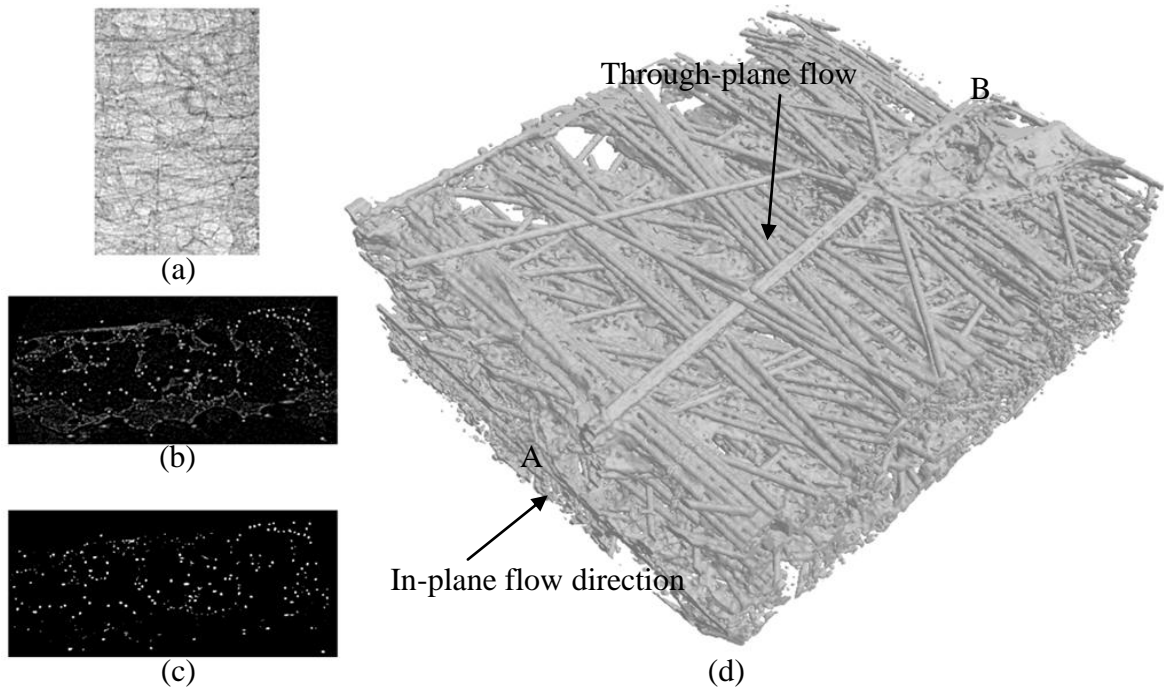 (a)
(b)
(c)
Through-plane flow
B
A
In-plane flow direction
(d)